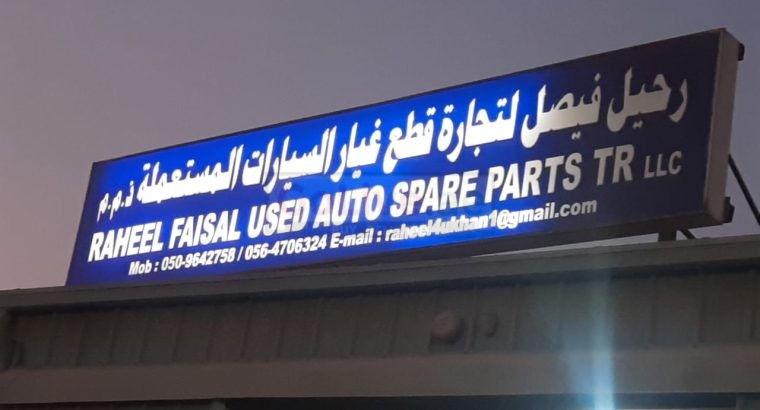 رحيل فيصل لتجارة قطع غيار السيارات المستعملة ذ.م.م
RAHEEL FAISAL USED AUTO SPARE PARTS TR LLC
Mob : 050-9642758 / 056-4706324 E-mail : raheel4ukhan1@gmail.com